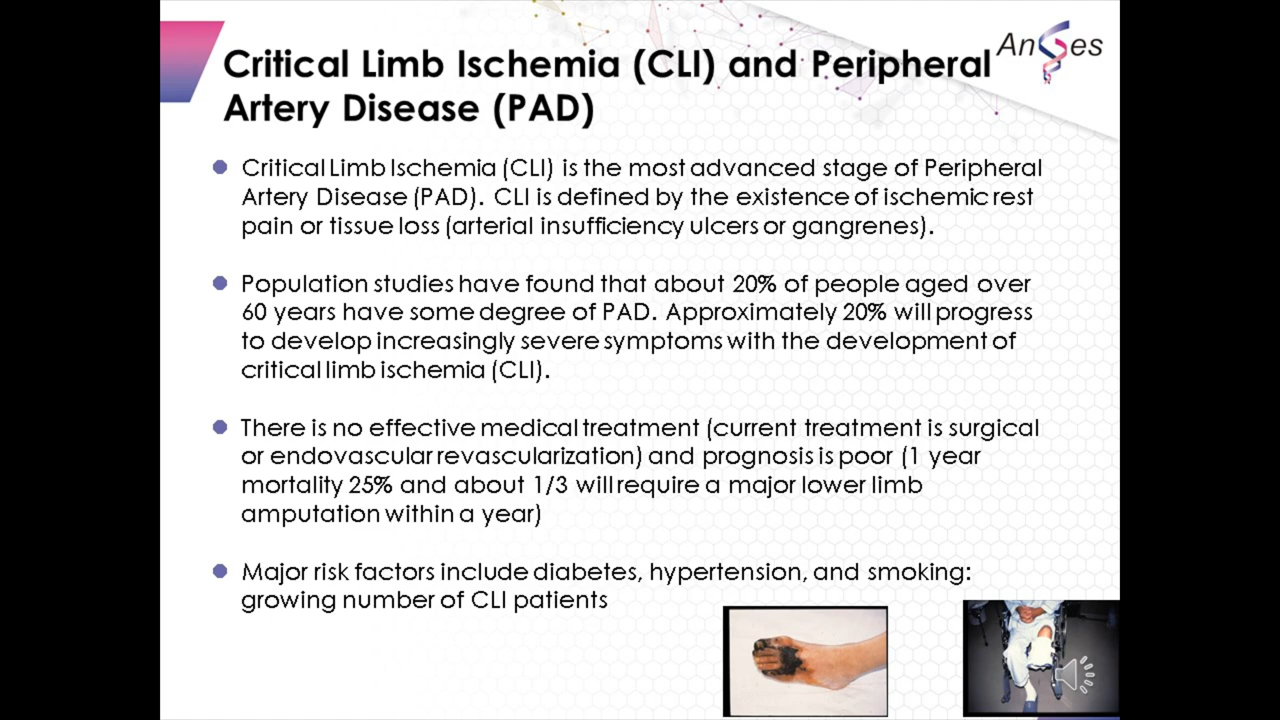 Critical Limb Ischemia (CLI) and Peripheral
Artery Disease (PAD)
AnGes
Critical Limb Ischemia (CLI) is the most advanced stage of Peripheral
Artery Disease (PAD). CLI is defined by the existence of ischemic rest
pain or tissue loss (arterial insufficiency ulcers or gangrenes).
Population studies have found that about 20% of people aged over
60 years have some degree of PAD. Approximately 20% will progress
to develop increasingly severe symptoms with the development of
critical limb ischemia (CLI).
There is no effective medical treatment (current treatment is surgical
or endovascular revascularization) and prognosis is poor (1 year
mortality 25% and about 1/3 will require a major lower limb
amputation within a year)
Major risk factors include diabetes, hypertension, and smoking:
growing number of CLI patients